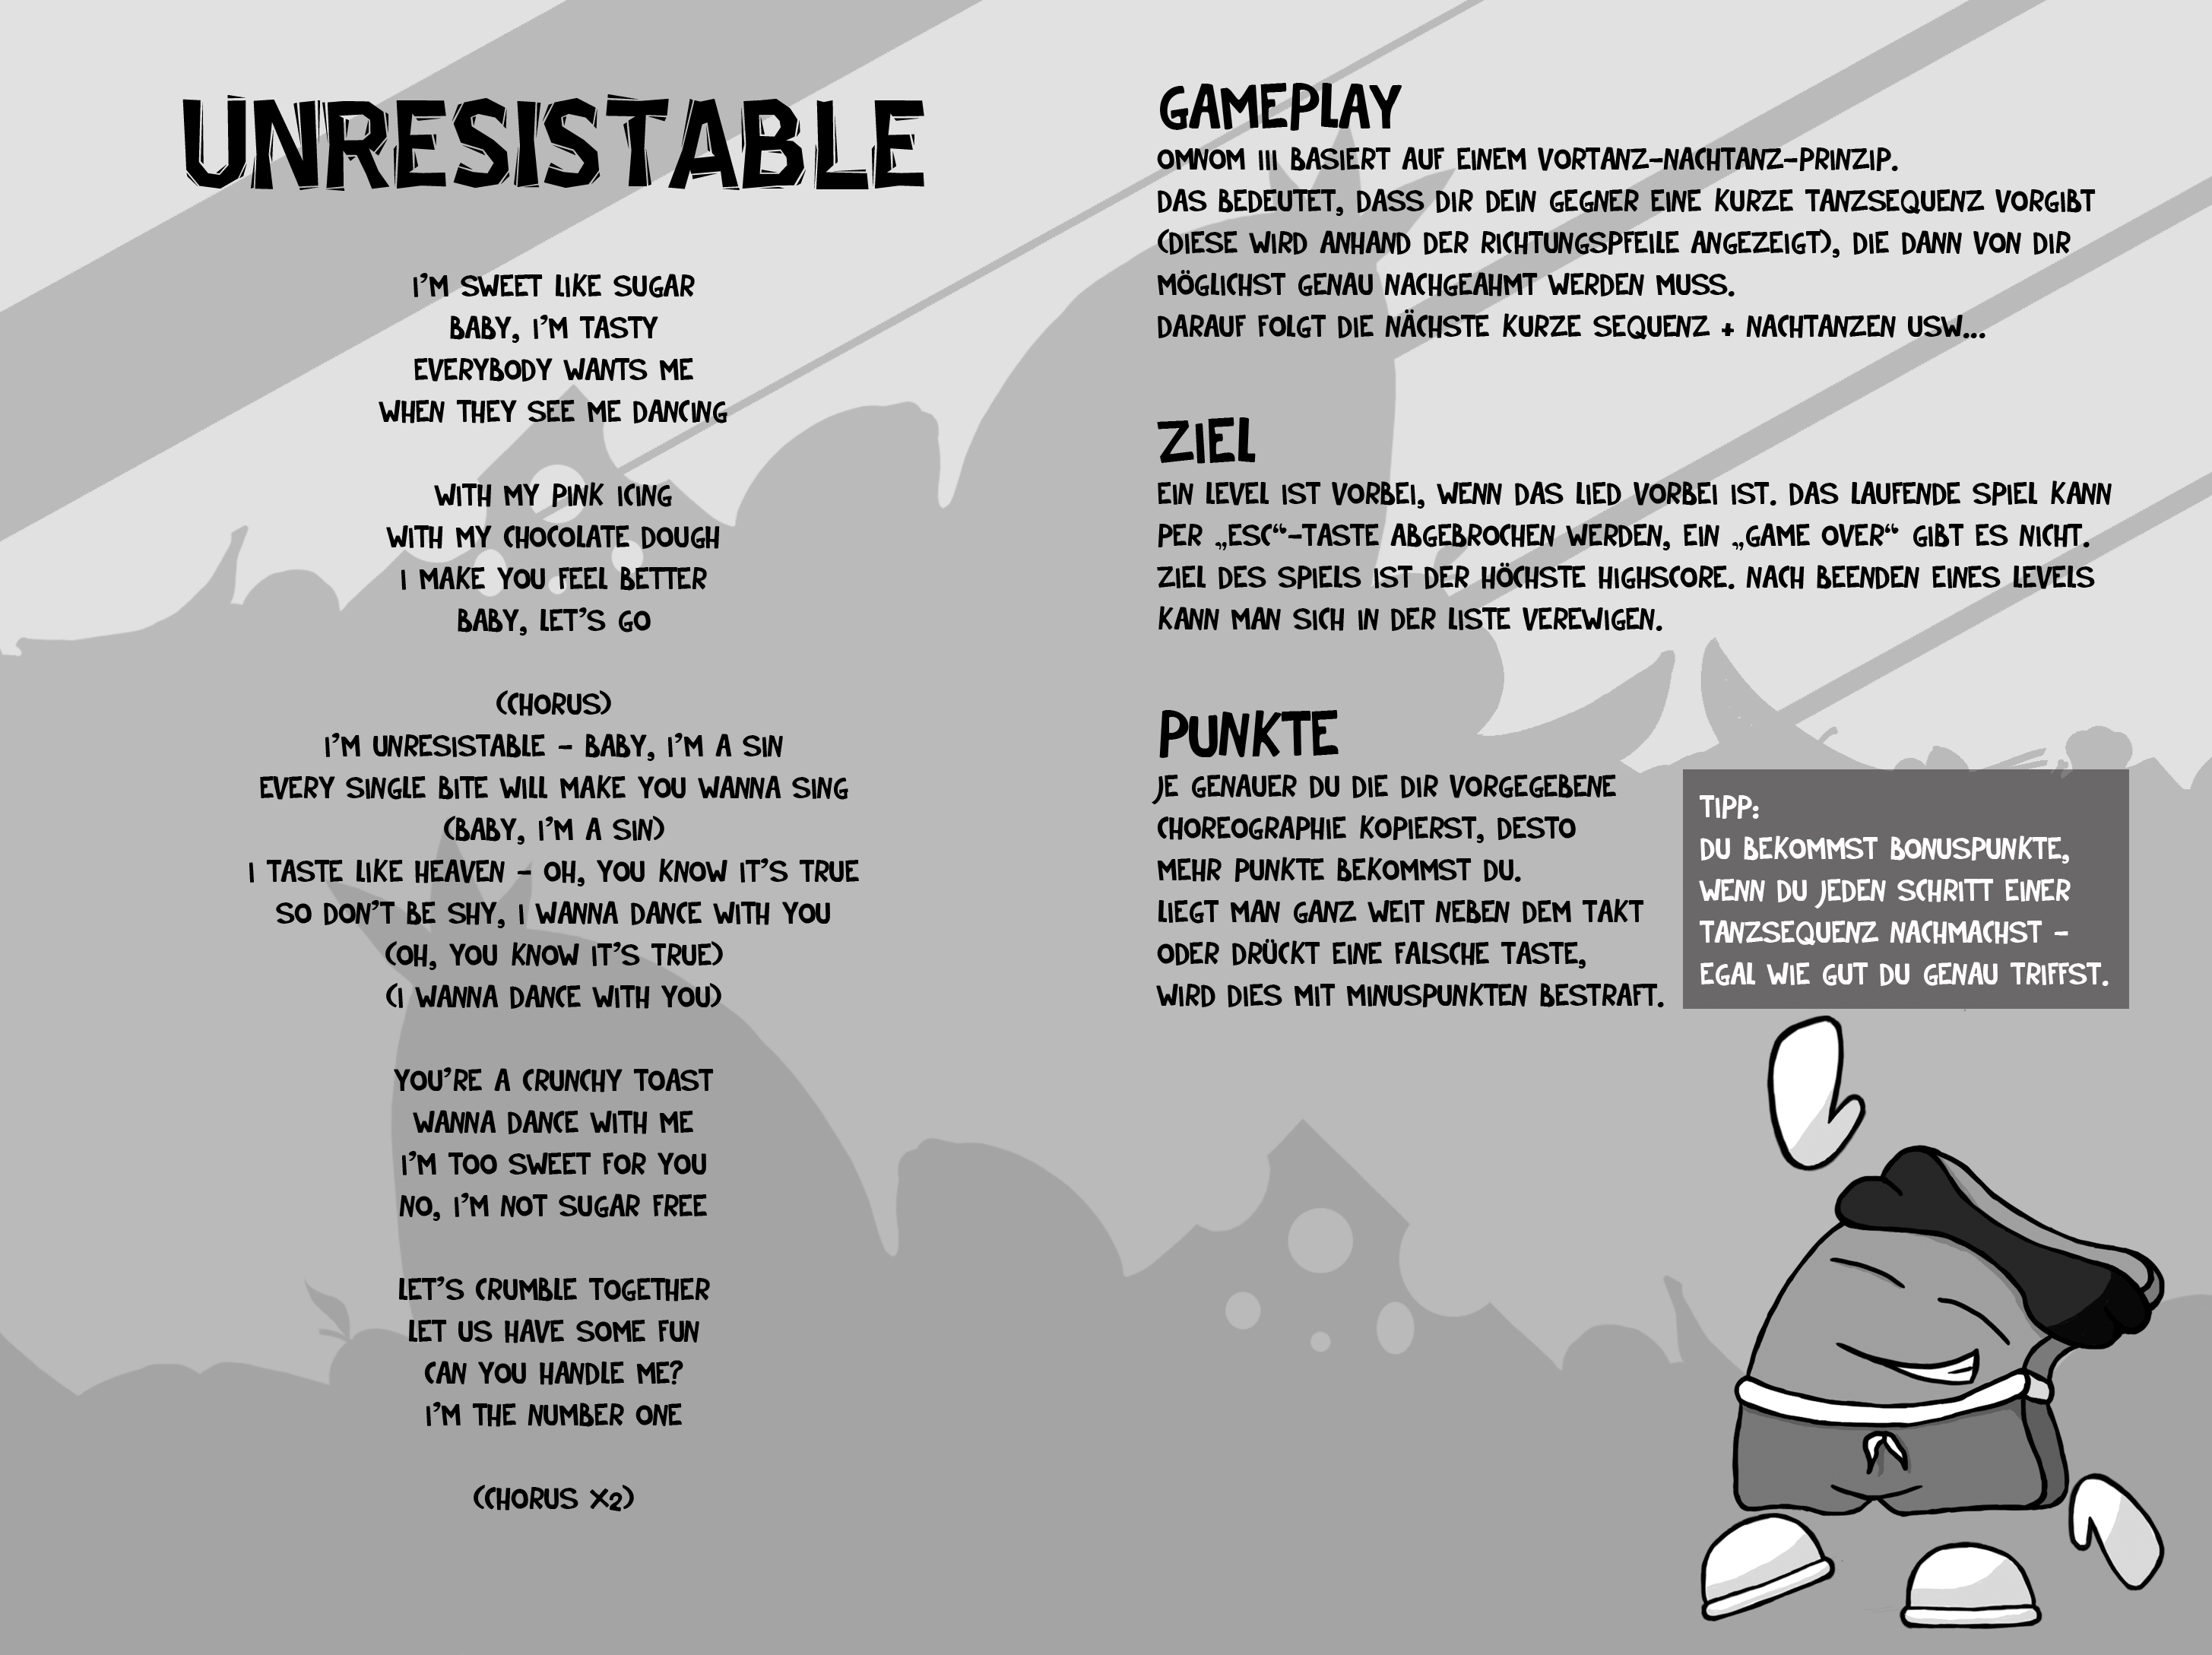 UNRESISTABLE
I'M SWEET LIKE SUGAR
BABY, I'M TASTY
EVERYBODY WANTS ME
WHEN THEY SEE ME DANCING
WITH MY PINK ICING
WITH MY CHOCOLATE DOUGH
I MAKE YOU FEEL BETTER
BABY, LET'S GO
(CHORUS)
I'M UNRESISTABLE – BABY, I'M A SIN
EVERY SINGLE BITE WILL MAKE YOU WANNA SING
(BABY, I'M A SIN)
I TASTE LIKE HEAVEN – OH, YOU KNOW IT'S TRUE
SO DON'T BE SHY, I WANNA DANCE WITH YOU
(OH, YOU KNOW IT'S TRUE)
(I WANNA DANCE WITH YOU)
YOU'RE A CRUNCHY TOAST
WANNA DANCE WITH ME
I'M TOO SWEET FOR YOU
NO, I'M NOT SUGAR FREE
LET'S CRUMBLE TOGETHER
LET US HAVE SOME FUN
CAN YOU HANDLE ME?
I'M THE NUMBER ONE
(CHORUS X2)
GAMEPLAY
OMNOM III BASIERT AUF EINEM VORTANZ-NACHTANZ-PRINZIP.
DAS BEDEUTET, DASS DIR DEIN GEGNER EINE KURZE TANZSEQUENZ VORGIBT
(DIESE WIRD ANHAND DER RICHTUNGSPFEILE ANGEZEIGT), DIE DANN VON DIR
MÖGLICHST GENAU NACHGEAHMT WERDEN MUSS.
DARAUF FOLGT DIE NÄCHSTE KURZE SEQUENZ + NACHTANZEN USW...
ZIEL
EIN LEVEL IST VORBEI, WENN DAS LIED VORBEI IST. DAS LAUFENDE SPIEL KANN
PER „ESC“-TASTE ABGEBROCHEN WERDEN, EIN „GAME OVER“ GIBT ES NICHT.
ZIEL DES SPIELS IST DER HÖCHSTE HIGHSCORE. NACH BEENDEN EINES LEVELS
KANN MAN SICH IN DER LISTE VEREWIGEN.
PUNKTE
JE GENAUER DU DIE DIR VORGEGEBENE
CHOREOGRAPHIE KOPIERST, DESTO
MEHR PUNKTE BEKOMMST DU.
LIEGT MAN GANZ WEIT NEBEN DEM TAKT
ODER DRÜCKT EINE FALSCHE TASTE,
WIRD DIES MIT MINUSPUNKTEN BESTRAFT.
TIPP:
DU BEKOMMST BONUSPUNKTE,
WENN DU JEDEN SCHRITT EINER
TANZSEQUENZ NACHMACHST –
EGAL WIE GUT DU GENAU TRIFFST.